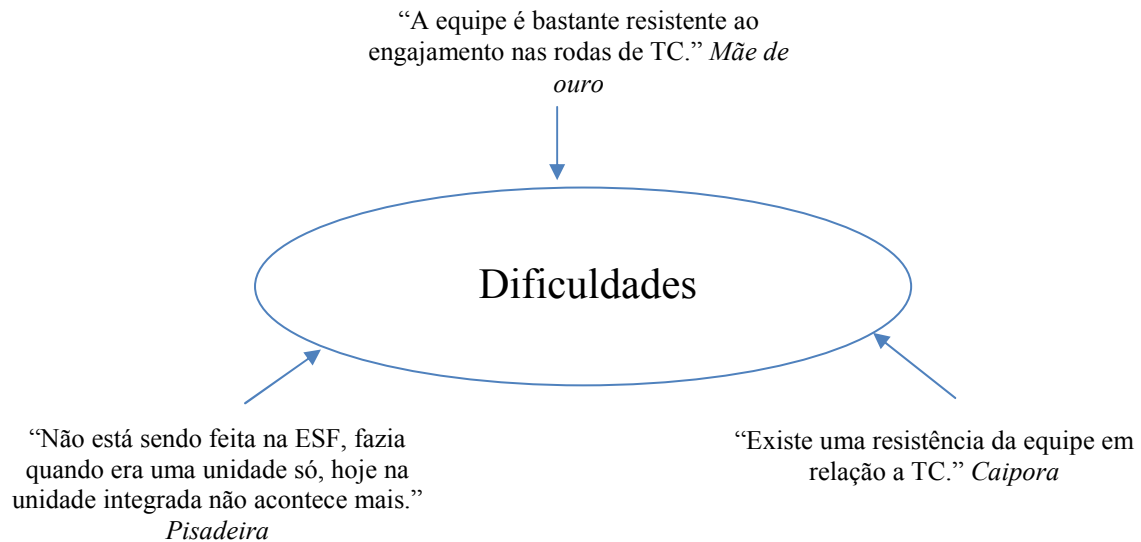 “A equipe é bastante resistente ao
engajamento nas rodas de TC.” Mãe de
ouro
Dificuldades
“Não está sendo feita na ESF, fazia
quando era uma unidade só, hoje na
unidade integrada não acontece mais.”
Pisadeira
“Existe uma resistência da equipe em
relação a TC.” Caipora